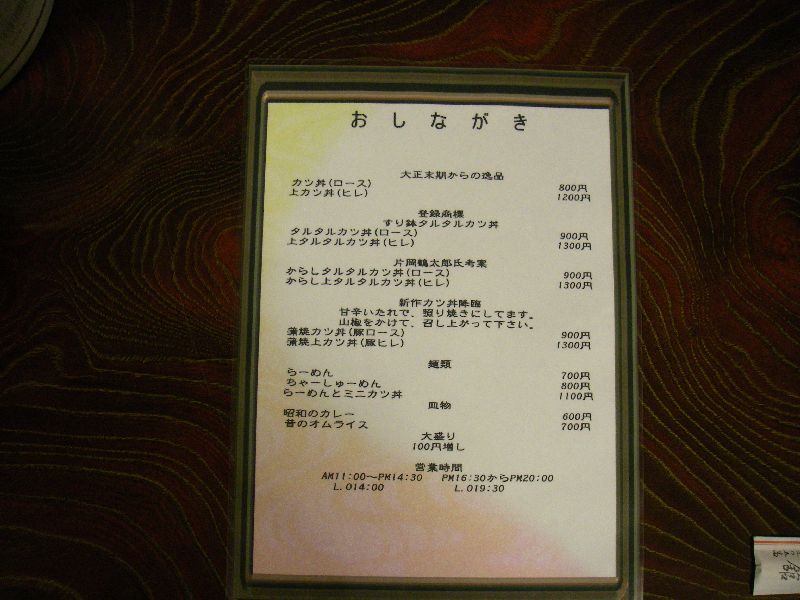 おしながき
大正末期からの逸品
カツ丼(ロース) 800円
上カツ丼(ヒレ) 1200円
登録商標
すり鉢タルタルカツ丼
タルタルカツ丼(ロース) 900円
上タルタルカツ丼(ヒレ) 1300円
片岡鶴太郎氏考案
からしタルタルカツ丼(ロース) 900円
からし上タルタルカツ丼(ヒレ) 1300円
新作カツ丼降臨
甘辛いたれで、照り焼きにしてます。
山椒をかけて、召し上がって下さい。
蒲焼カツ丼(豚ロース) 900円
蒲焼上カツ丼(豚ヒレ) 1300円
麺類
らーめん 700円
ちゃーしゅーめん 800円
らーめんとミニカツ丼 1100円
皿物
昭和のカレー 600円
昔のオムライス 700円
大盛り
100円増し
営業時間
AM11:00〜PM14:30 PM16:30からPM20:00
L.O14:00 L.O19:30